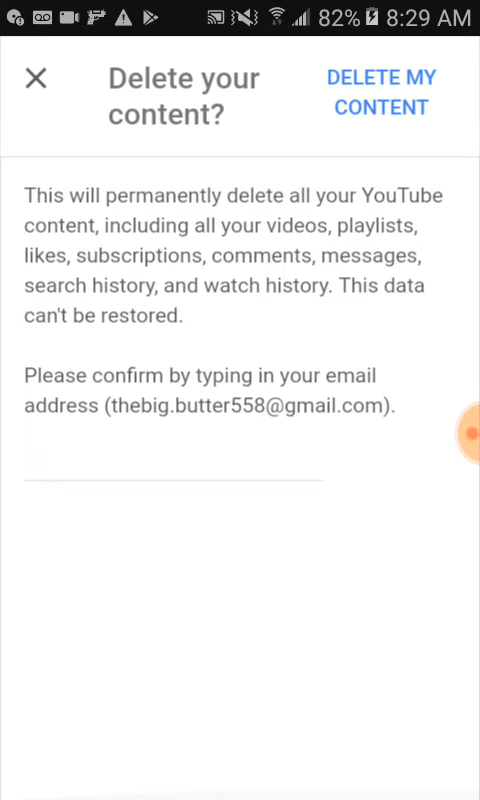 82% 8:29 AM
Delete your
content?
DELETE MY
CONTENT
This will permanently delete all your YouTube
content, including all your videos, playlists,
likes, subscriptions, comments, messages,
search history, and watch history. This data
can't be restored.
Please confirm by typing in your email
address (thebig.butter558@gmail.com).